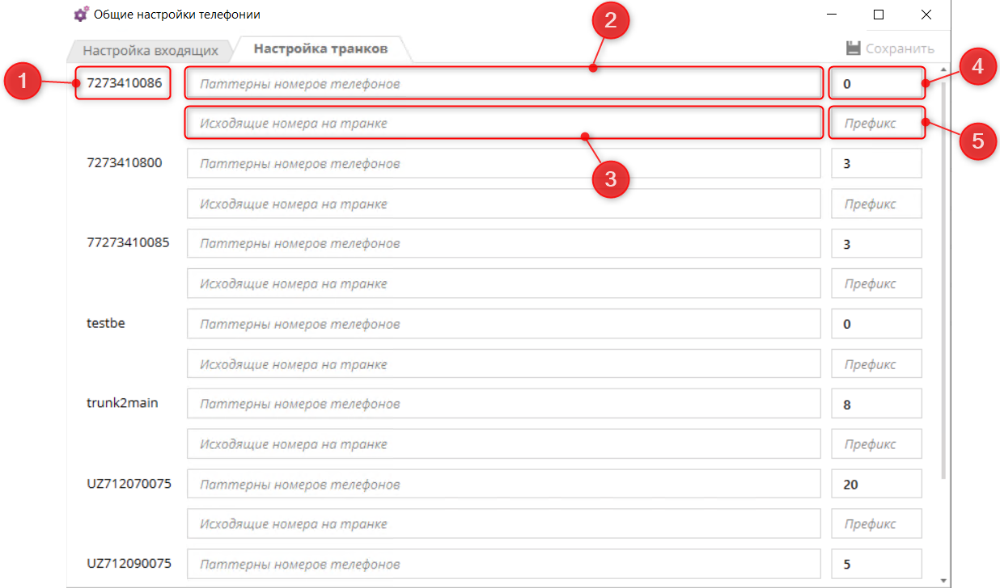 Общие настройки телефонии
2
Настройка входящих Настройка транков Сохранить
1 7273410086 Паттерны номеров телефонов 0 4
Исходящие номера на транке Префикс 5
7273410800 Паттерны номеров телефонов 3
3
Исходящие номера на транке Префикс
77273410085 Паттерны номеров телефонов 3
Исходящие номера на транке Префикс
testbe Паттерны номеров телефонов 0
Исходящие номера на транке Префикс
trunk2main Паттерны номеров телефонов 8
Исходящие номера на транке Префикс
UZ712070075 Паттерны номеров телефонов 20
Исходящие номера на транке Префикс
UZ712090075 Паттерны номеров телефонов 5